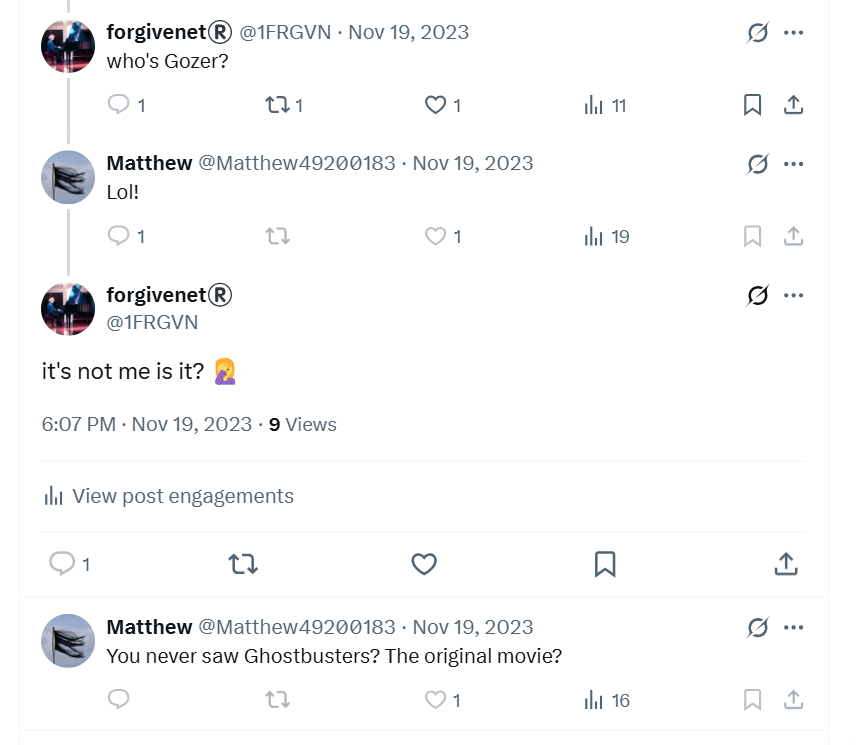 forgivenet®️ @1FRGVN · Nov 19, 2023
who's Gozer?
1 1 1 11
Matthew @Matthew49200183 · Nov 19, 2023
Lol!
1 1 19
forgivenet®️
@1FRGVN
it's not me is it? 🤦‍♀️
6:07 PM · Nov 19, 2023 · 9 Views
View post engagements
1
Matthew @Matthew49200183 · Nov 19, 2023
You never saw Ghostbusters? The original movie?
1 16